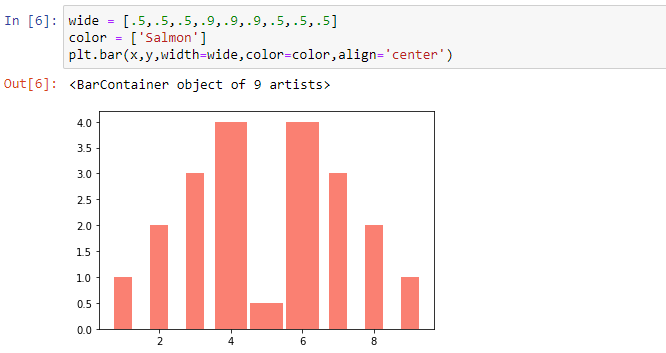 In [6]: wide = [.5,.5,.5,.9,.9,.9,.5,.5,.5]
color = ['Salmon']
plt.bar(x,y,width=wide,color=color,align='center')
Out[6]: <BarContainer object of 9 artists>
4.0
3.5
3.0
2.5
2.0
1.5
1.0
0.5
0.0
2 4 6 8